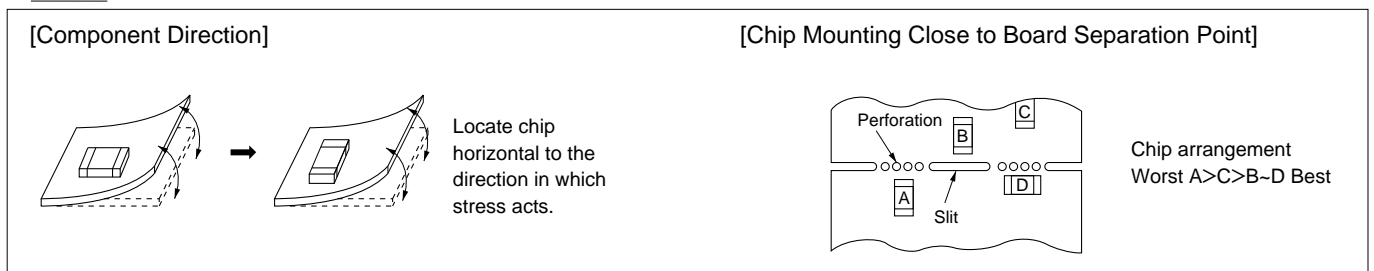 [Component Direction]
[Chip Mounting Close to Board Separation Point]
Locate chip
horizontal to the
direction in which
stress acts.
Perforation
C
B
A
D
Slit
Chip arrangement
Worst A>C>B~D Best